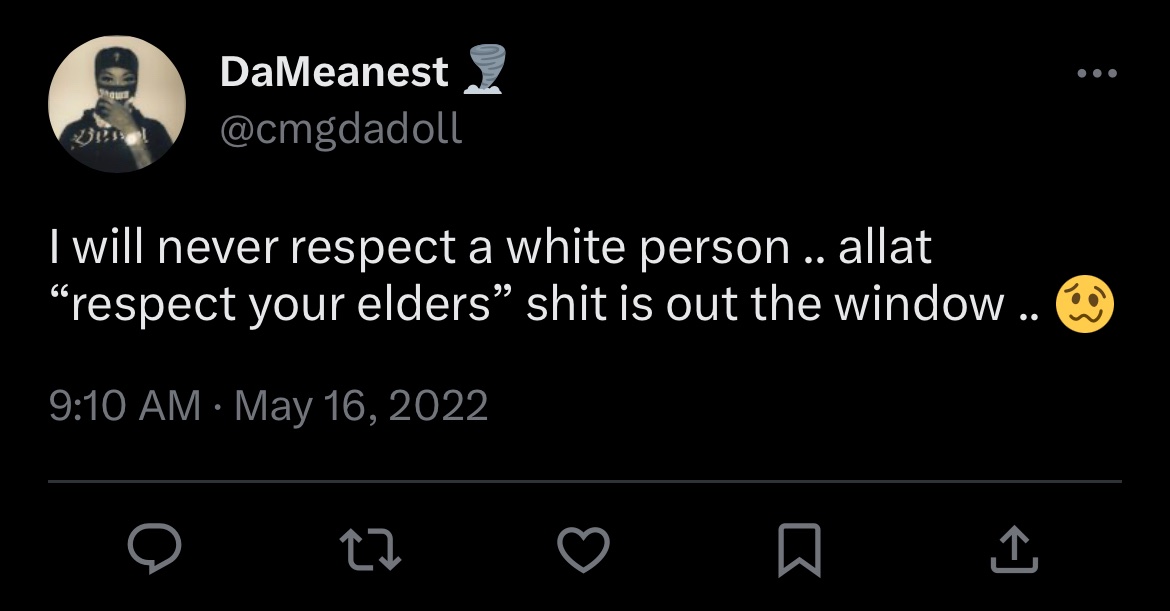 DaMeanest 🌪️
@cmgdadoll
I will never respect a white person .. allat
“respect your elders” shit is out the window .. 🥴
9:10 AM · May 16, 2022